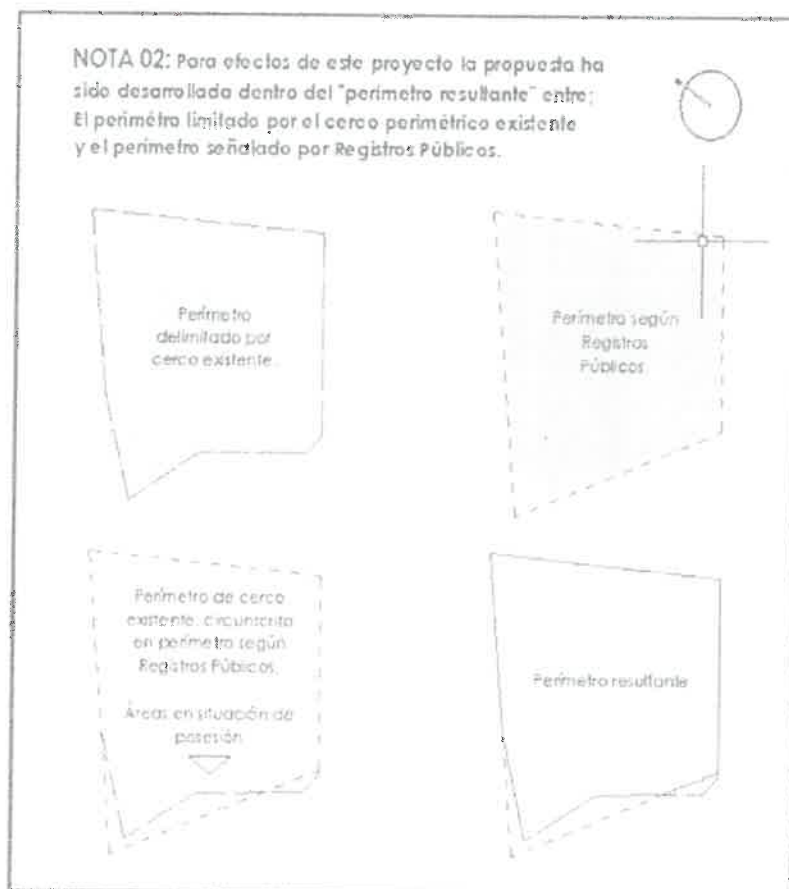 NOTA 02: Para efectos de este proyecto la propuesta ha
sido desarrollada dentro del "perímetro resultante" entre:
El perímetro limitado por el cerco perimétrico existente
y el perímetro señalado por Registros Públicos.
Perímetro
delimitado por
cerco existente.
Perímetro según
Registros
Públicos.
Perímetro de cerco
existente, circunscrito
en perímetro según
Registros Públicos.
Áreas en situación de
posesión
Perímetro resultante